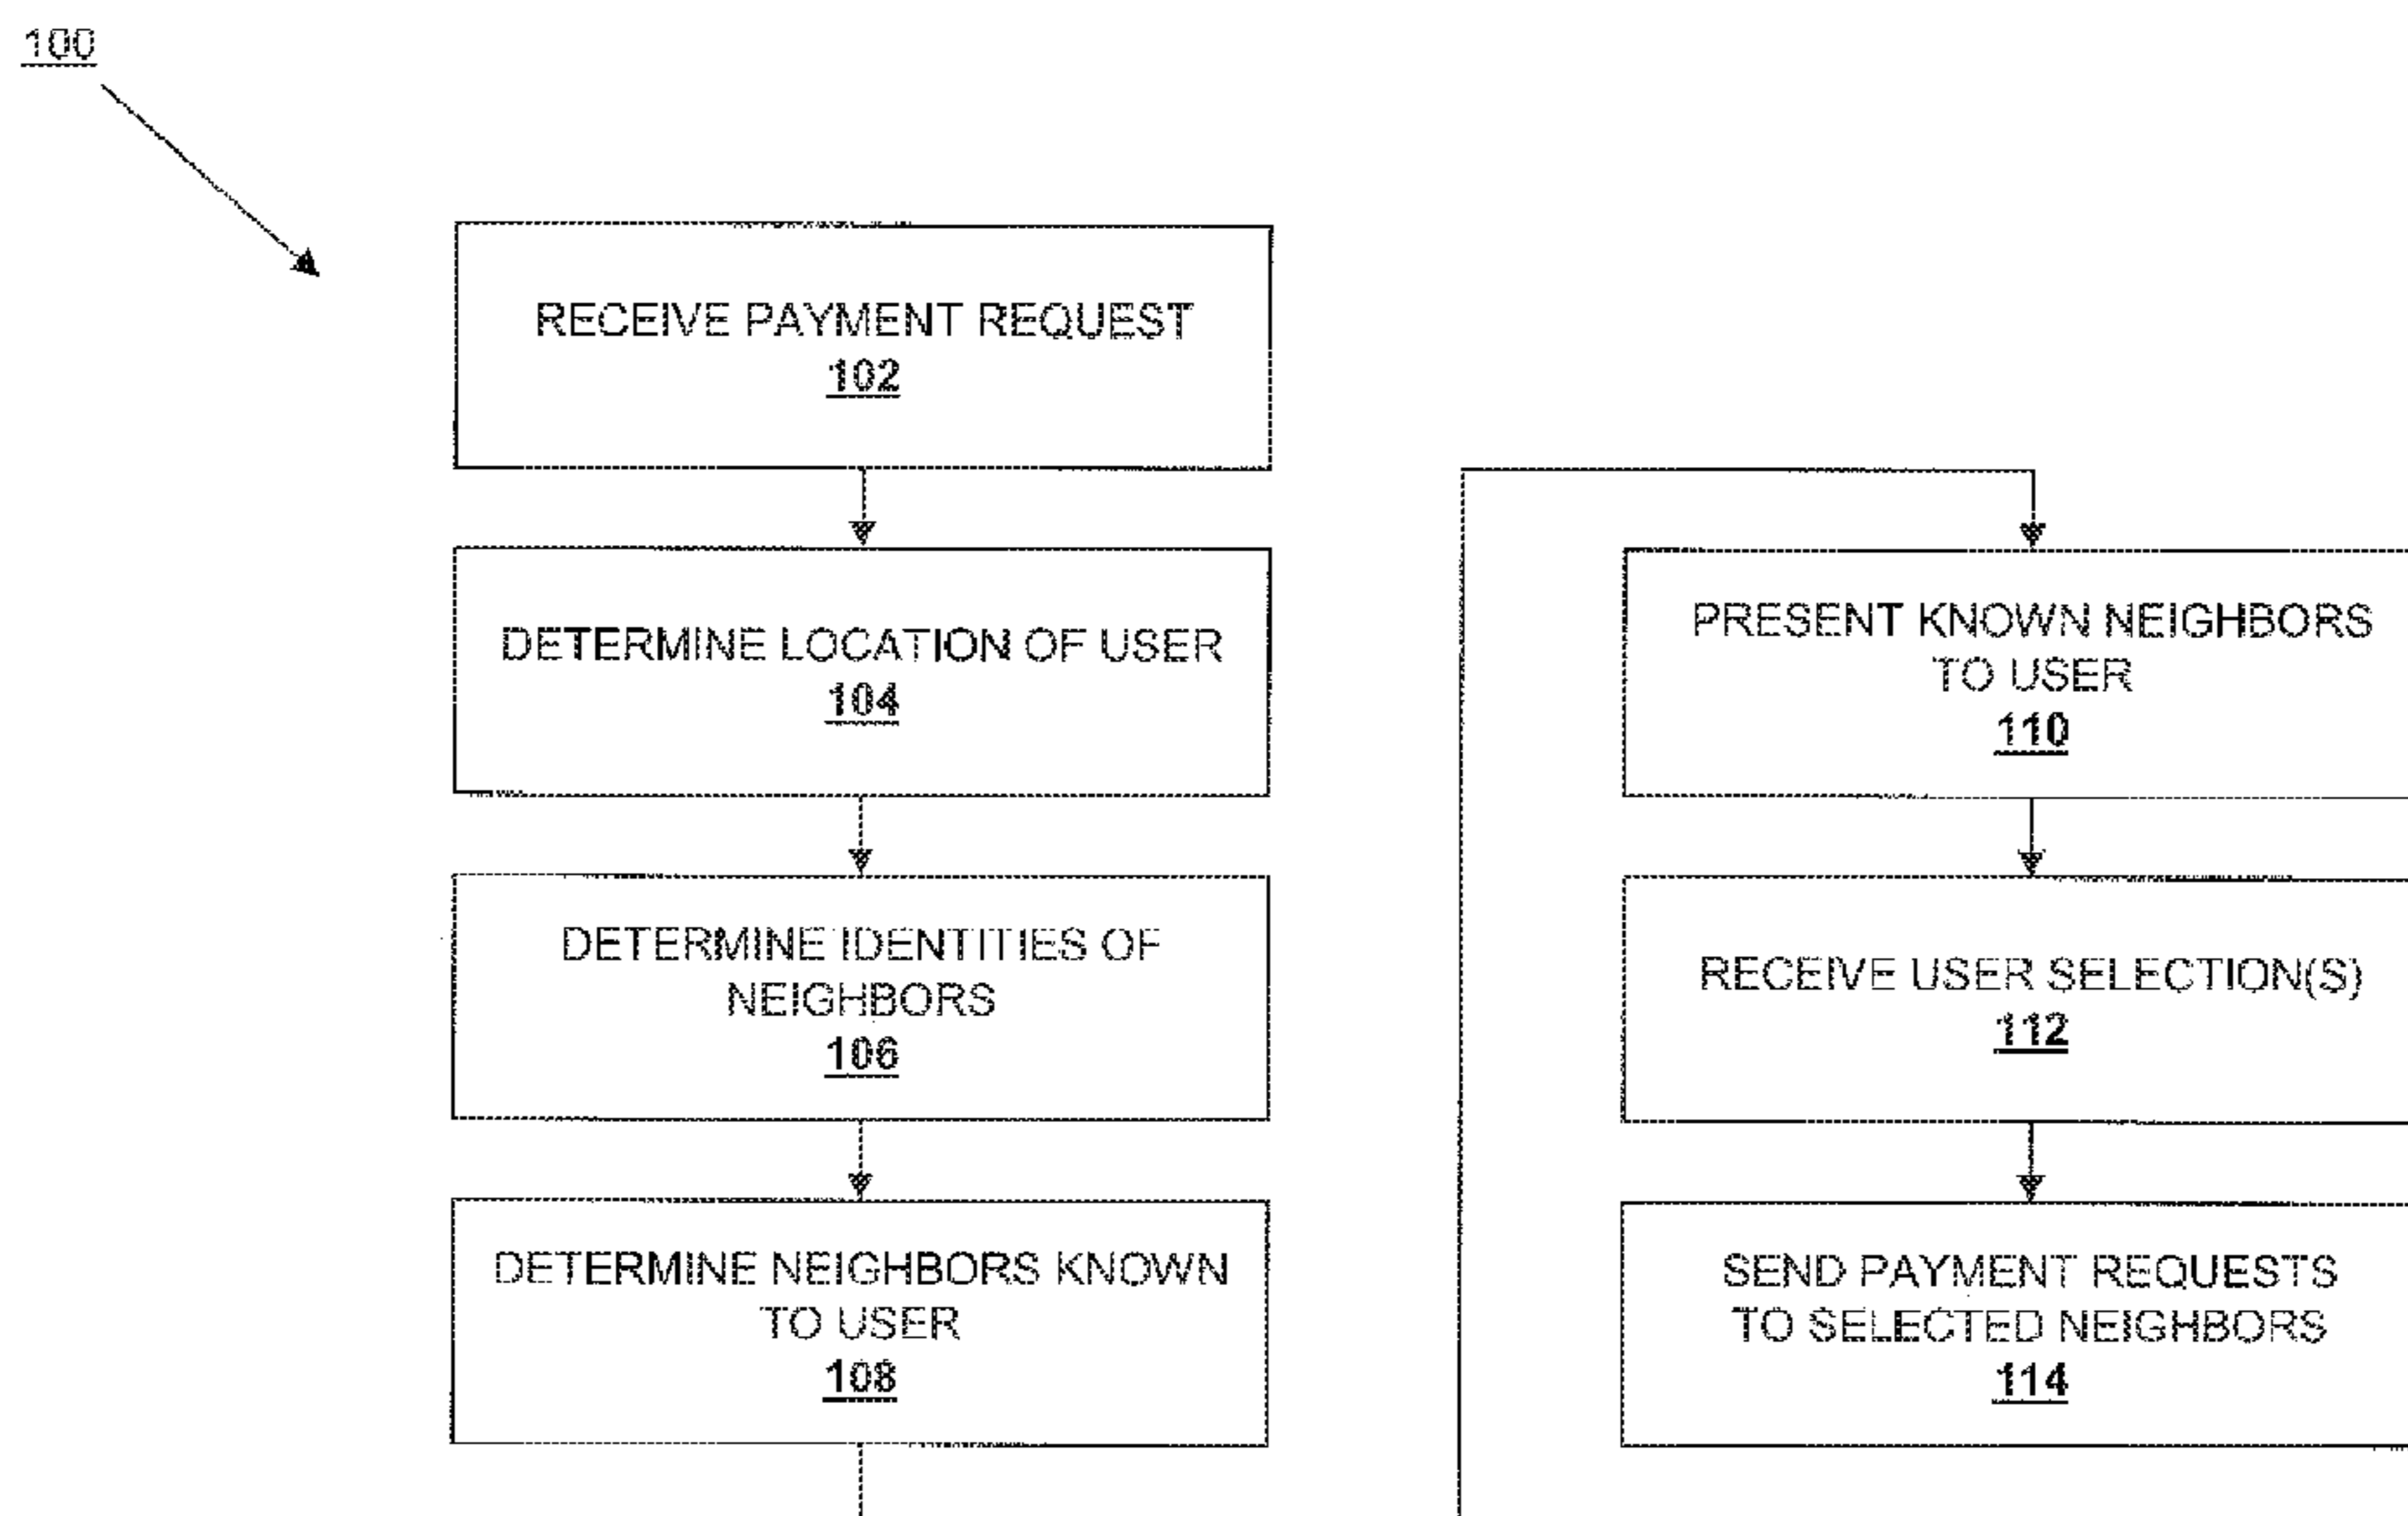 100
RECEIVE PAYMENT REQUEST
102
DETERMINE LOCATION OF USER
104
DETERMINE IDENTITIES OF
NEIGHBORS
106
DETERMINE NEIGHBORS KNOWN
TO USER
108
PRESENT KNOWN NEIGHBORS
TO USER
110
RECEIVE USER SELECTION(S)
112
SEND PAYMENT REQUESTS
TO SELECTED NEIGHBORS
114